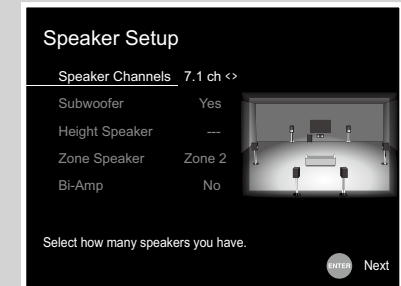 Speaker Setup
Speaker Channels 7.1 ch <>
Subwoofer Yes
Height Speaker ---
Zone Speaker Zone 2
Bi-Amp No
Select how many speakers you have.
ENTER Next